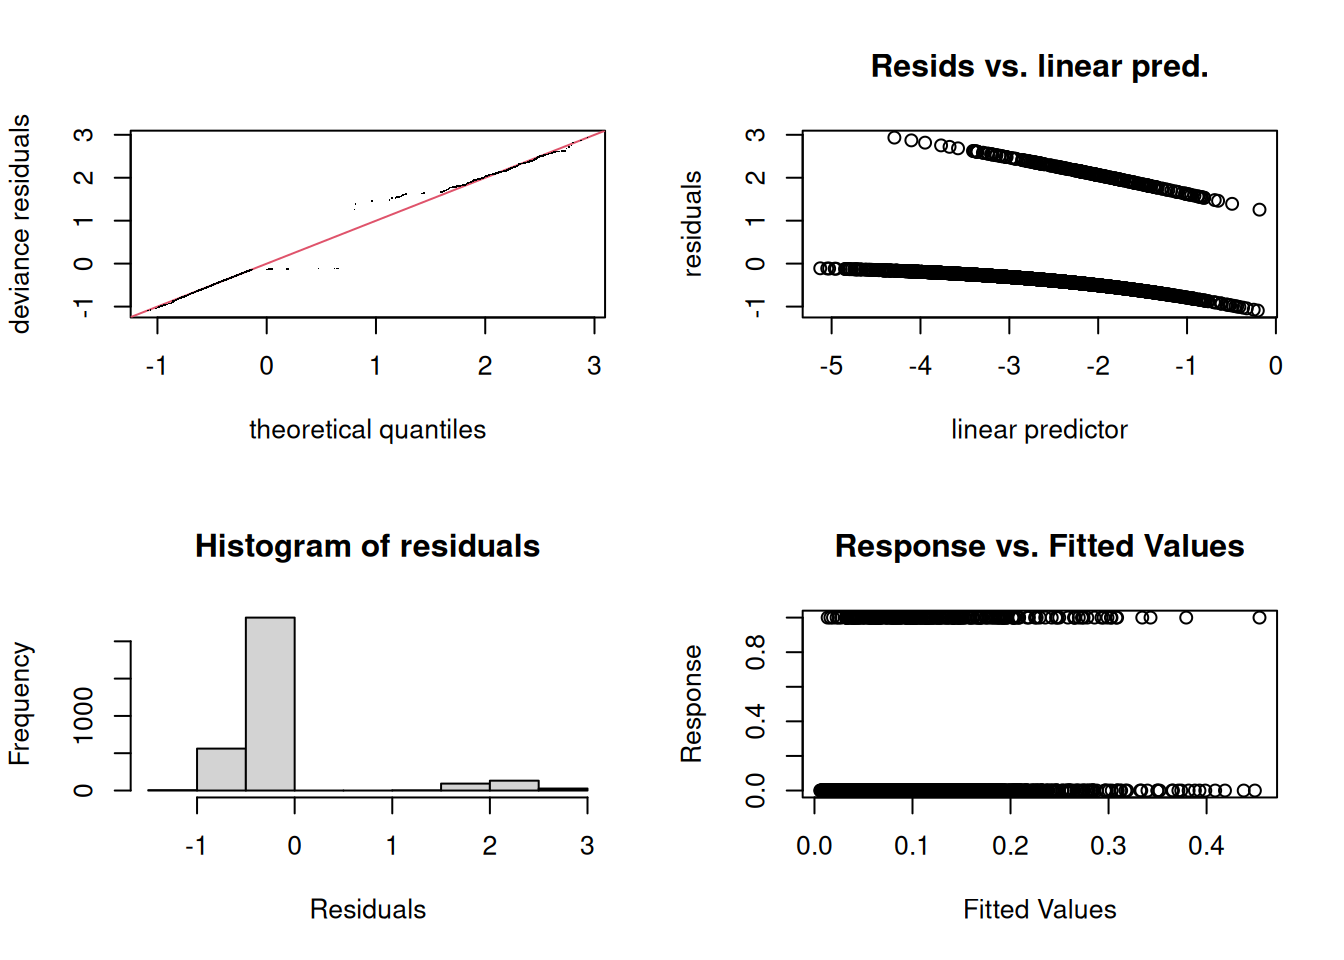 deviance residuals
3
2
1
0
-1
-1 0 1 2 3
theoretical quantiles
Resids vs. linear pred.
residuals
3
2
1
0
-1
-5 -4 -3 -2 -1 0
linear predictor
Histogram of residuals
Frequency
1000
0
-1 0 1 2 3
Residuals
Response vs. Fitted Values
Response
0.8
0.4
0.0
0.0 0.1 0.2 0.3 0.4
Fitted Values